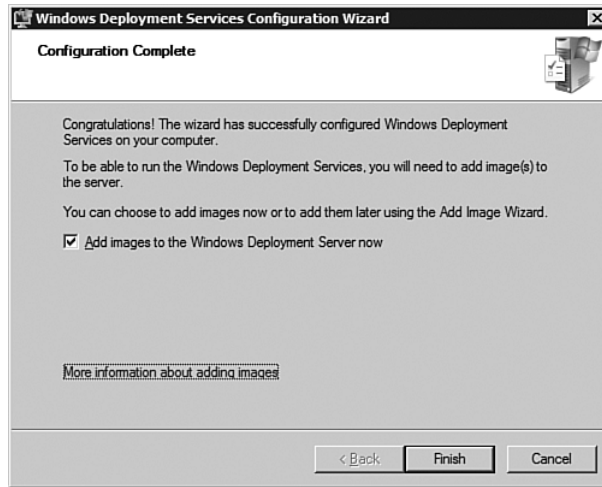 Windows Deployment Services Configuration Wizard
Configuration Complete
Congratulations! The wizard has successfully configured Windows Deployment
Services on your computer.
To be able to run the Windows Deployment Services, you will need to add image(s) to
the server.
You can choose to add images now or to add them later using the Add Image Wizard.
Add images to the Windows Deployment Server now
More information about adding images
< Back
Finish
Cancel